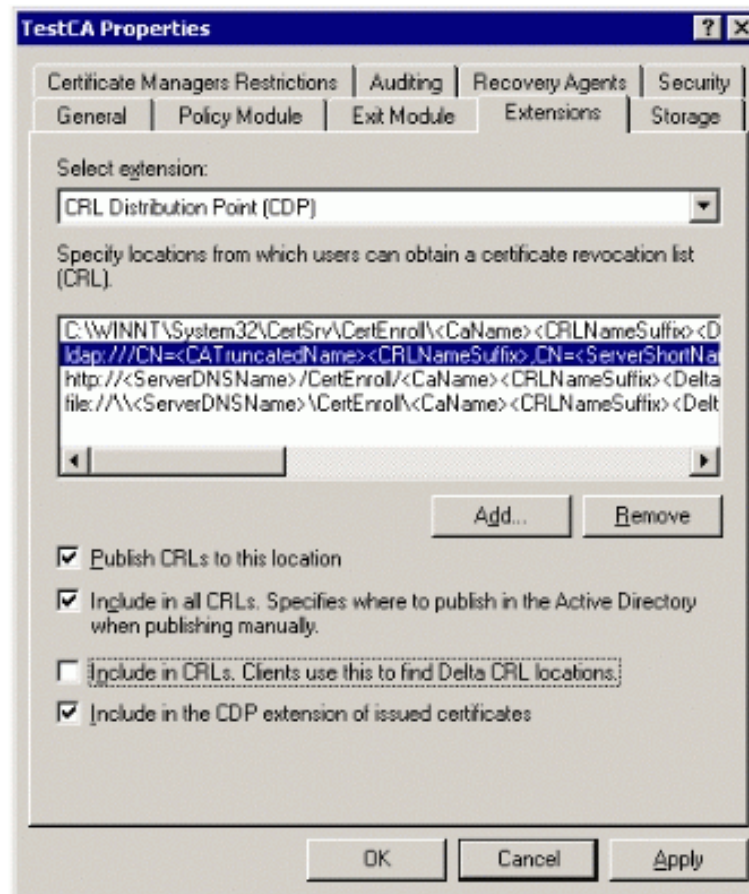 TestCA Properties
Certificate Managers Restrictions Auditing Recovery Agents Security
General Policy Module Exit Module Extensions Storage
Select extension:
CRL Distribution Point (CDP)
Specify locations from which users can obtain a certificate revocation list
(CRL).
C:\WINNT\System32\CertSrv\CertEnroll\<CaName><CRLNameSuffix><D
ldap:///CN=<CATruncatedName><CRLNameSuffix>,CN=<ServerShortNa
http://<ServerDNSName>/CertEnroll/<CaName><CRLNameSuffix><Delta
file://\\<ServerDNSName>\CertEnroll\<CaName><CRLNameSuffix><Delt
Add... Remove
Publish CRLs to this location
Include in all CRLs. Specifies where to publish in the Active Directory
when publishing manually.
Include in CRLs. Clients use this to find Delta CRL locations.
Include in the CDP extension of issued certificates
OK Cancel Apply